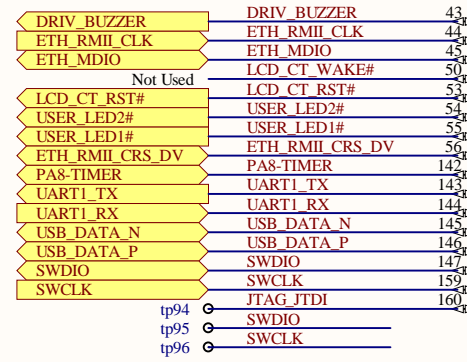 DRIV_BUZZER DRIV_BUZZER 43
ETH_RMII_CLK ETH_RMII_CLK 44
ETH_MDIO ETH_MDIO 45
Not Used LCD_CT_WAKE# 50
LCD_CT_RST# LCD_CT_RST# 53
USER_LED2# USER_LED2# 54
USER_LED1# USER_LED1# 55
ETH_RMII_CRS_DV ETH_RMII_CRS_DV 56
PA8-TIMER PA8-TIMER 142
UART1_TX UART1_TX 143
UART1_RX UART1_RX 144
USB_DATA_N USB_DATA_N 145
USB_DATA_P USB_DATA_P 146
SWDIO SWDIO 147
SWCLK SWCLK 159
tp94 JTAG_JTDI 160
tp95 SWDIO
tp96 SWCLK